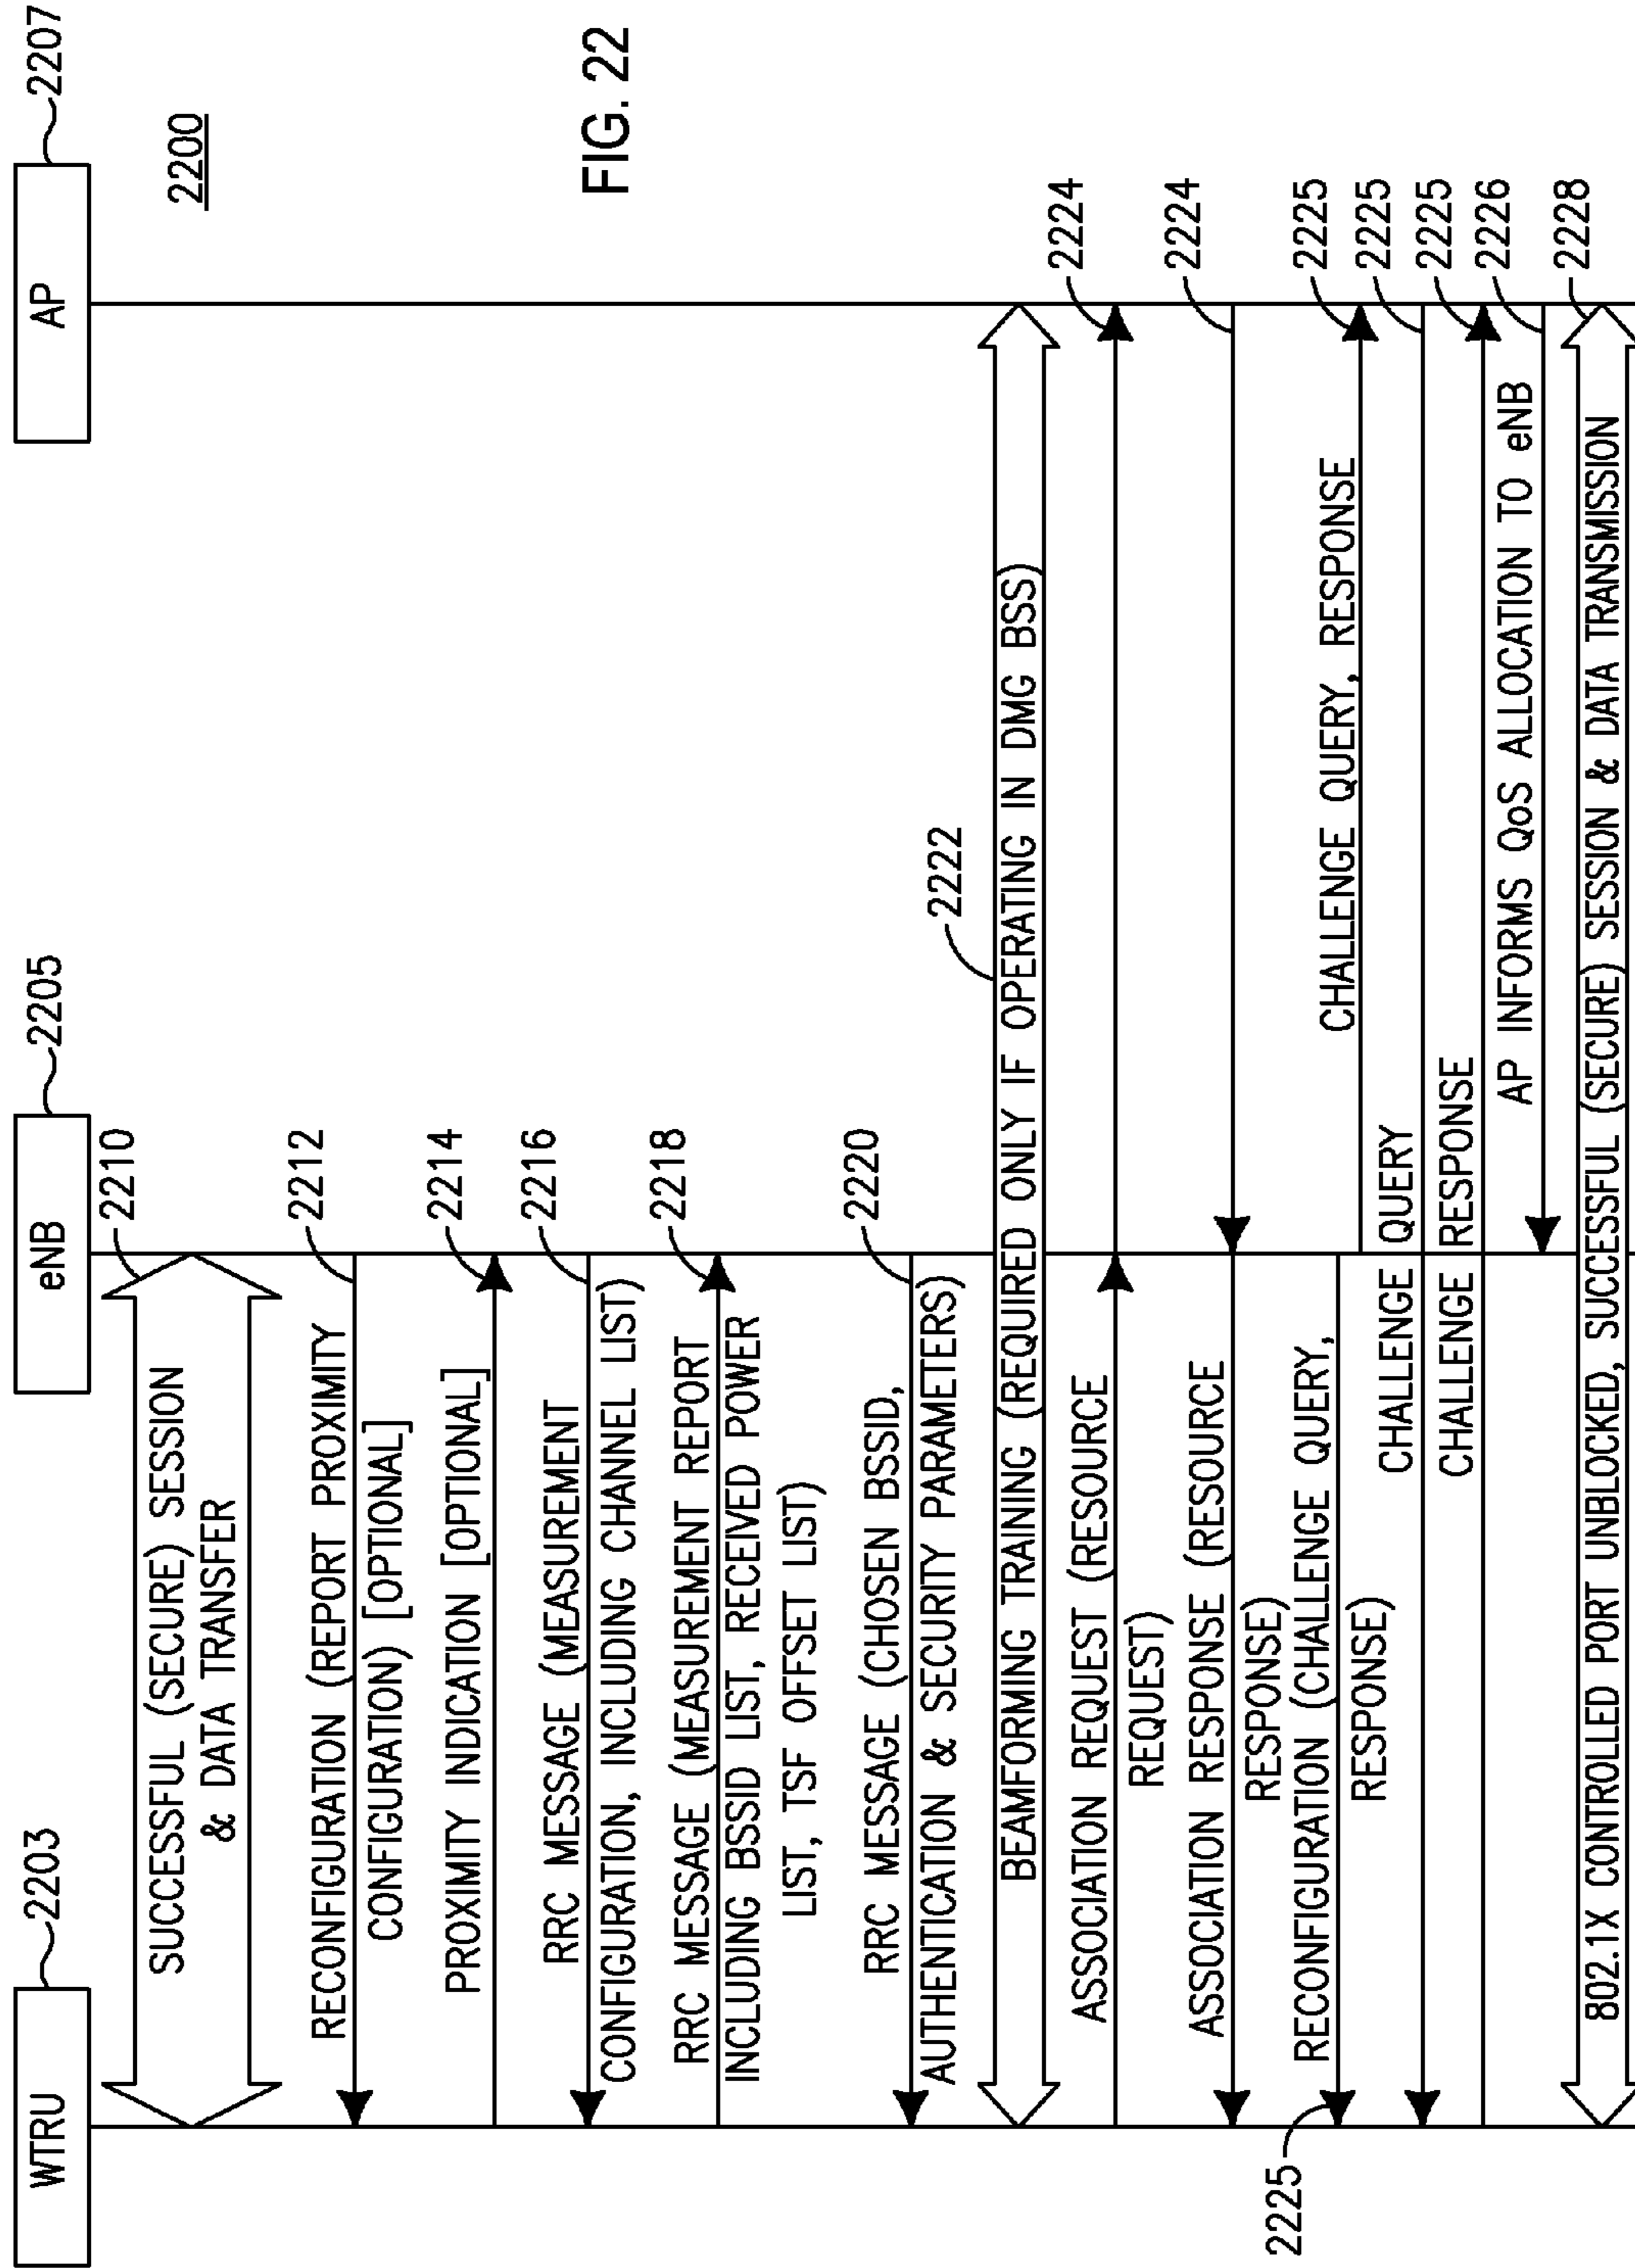 WTRU
2203
eNB
2205
AP
2207
2200
FIG. 22
SUCCESSFUL (SECURE) SESSION
& DATA TRANSFER
2210
RECONFIGURATION (REPORT PROXIMITY
CONFIGURATION) [OPTIONAL]
2212
PROXIMITY INDICATION [OPTIONAL]
2214
RRC MESSAGE (MEASUREMENT
CONFIGURATION, INCLUDING CHANNEL LIST)
2216
RRC MESSAGE (MEASUREMENT REPORT
INCLUDING BSSID LIST, RECEIVED POWER
LIST, TSF OFFSET LIST)
2218
RRC MESSAGE (CHOSEN BSSID,
AUTHENTICATION & SECURITY PARAMETERS)
2220
2222
BEAMFORMING TRAINING (REQUIRED ONLY IF OPERATING IN DMG BSS)
ASSOCIATION REQUEST (RESOURCE
REQUEST)
2224
ASSOCIATION RESPONSE (RESOURCE
RESPONSE)
2224
2225
RECONFIGURATION (CHALLENGE QUERY,
RESPONSE)
CHALLENGE QUERY, RESPONSE
2225
CHALLENGE QUERY
2225
CHALLENGE RESPONSE
2225
AP INFORMS QoS ALLOCATION TO eNB
2226
802.1X CONTROLLED PORT UNBLOCKED, SUCCESSFUL (SECURE) SESSION & DATA TRANSMISSION
2228